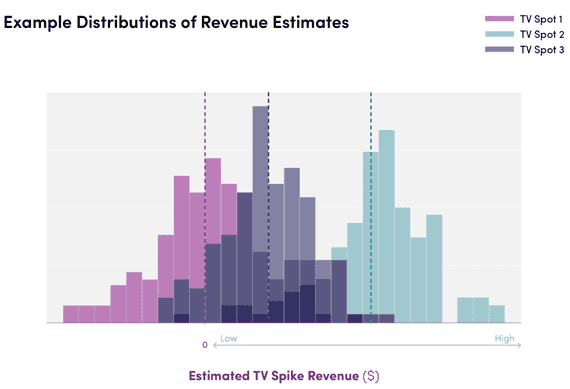 Example Distributions of Revenue Estimates
TV Spot 1
TV Spot 2
TV Spot 3
0
Low
High
Estimated TV Spike Revenue ($)